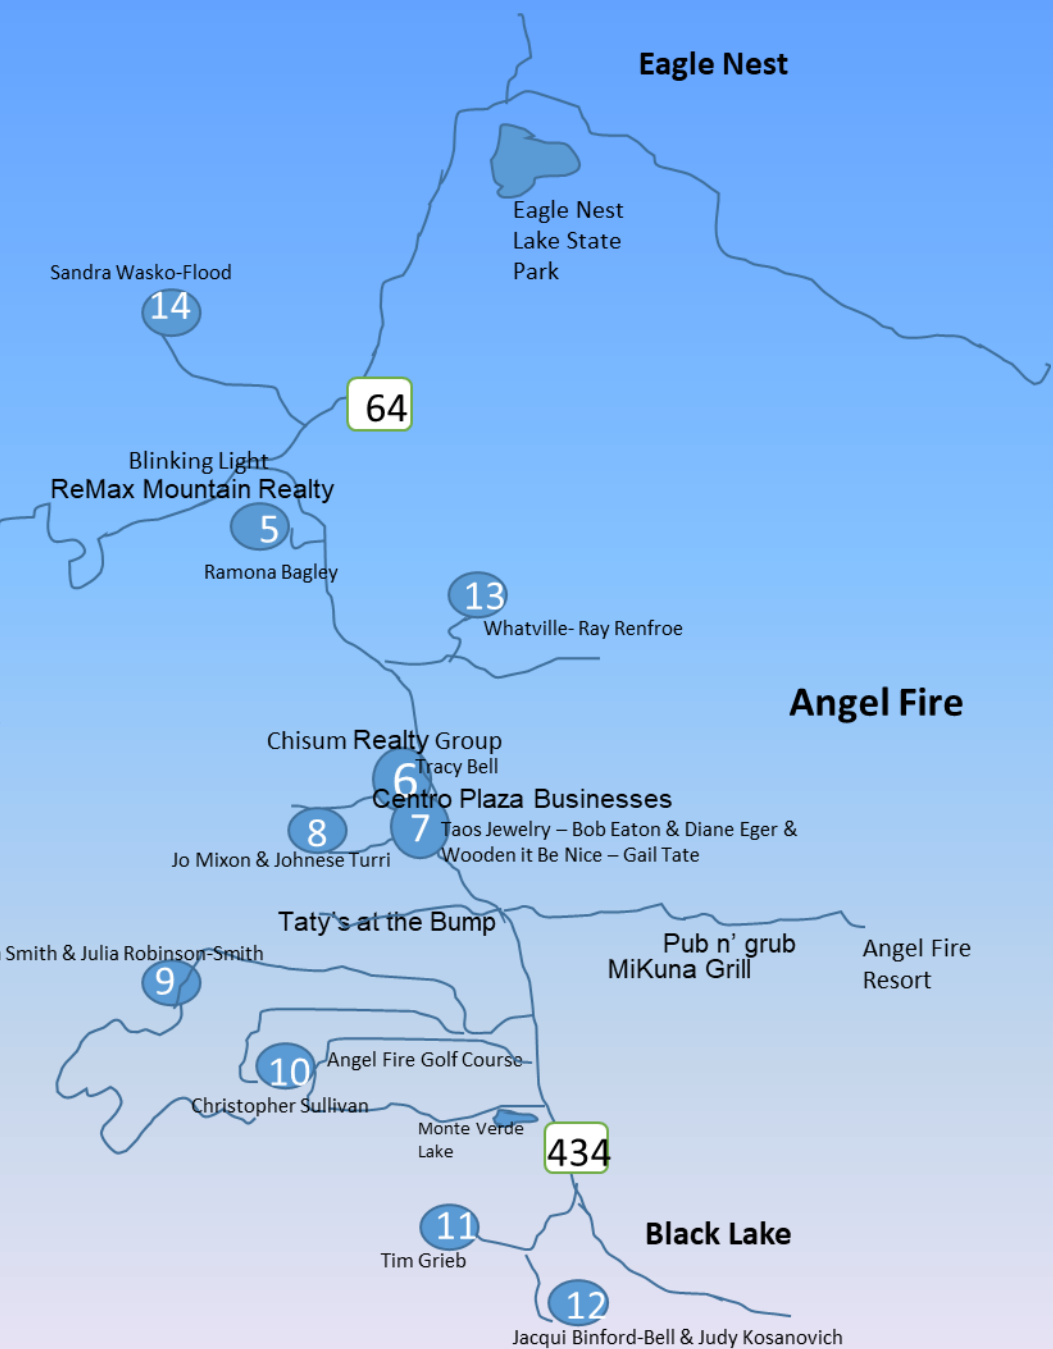 Eagle Nest
Eagle Nest
Lake State
Park
Sandra Wasko-Flood
14
64
Blinking Light
ReMax Mountain Realty
5
Ramona Bagley
13
Whatville- Ray Renfroe
Angel Fire
Chisum Realty Group
6
Tracy Bell
Centro Plaza Businesses
7
Taos Jewelry – Bob Eaton & Diane Eger &
Wooden it Be Nice – Gail Tate
8
Jo Mixon & Johnese Turri
Taty's at the Bump
Pub n' grub
MiKuna Grill
Angel Fire
Resort
Smith & Julia Robinson-Smith
9
10
Angel Fire Golf Course
Christopher Sullivan
Monte Verde
Lake
434
11
Tim Grieb
Black Lake
12
Jacqui Binford-Bell & Judy Kosanovich